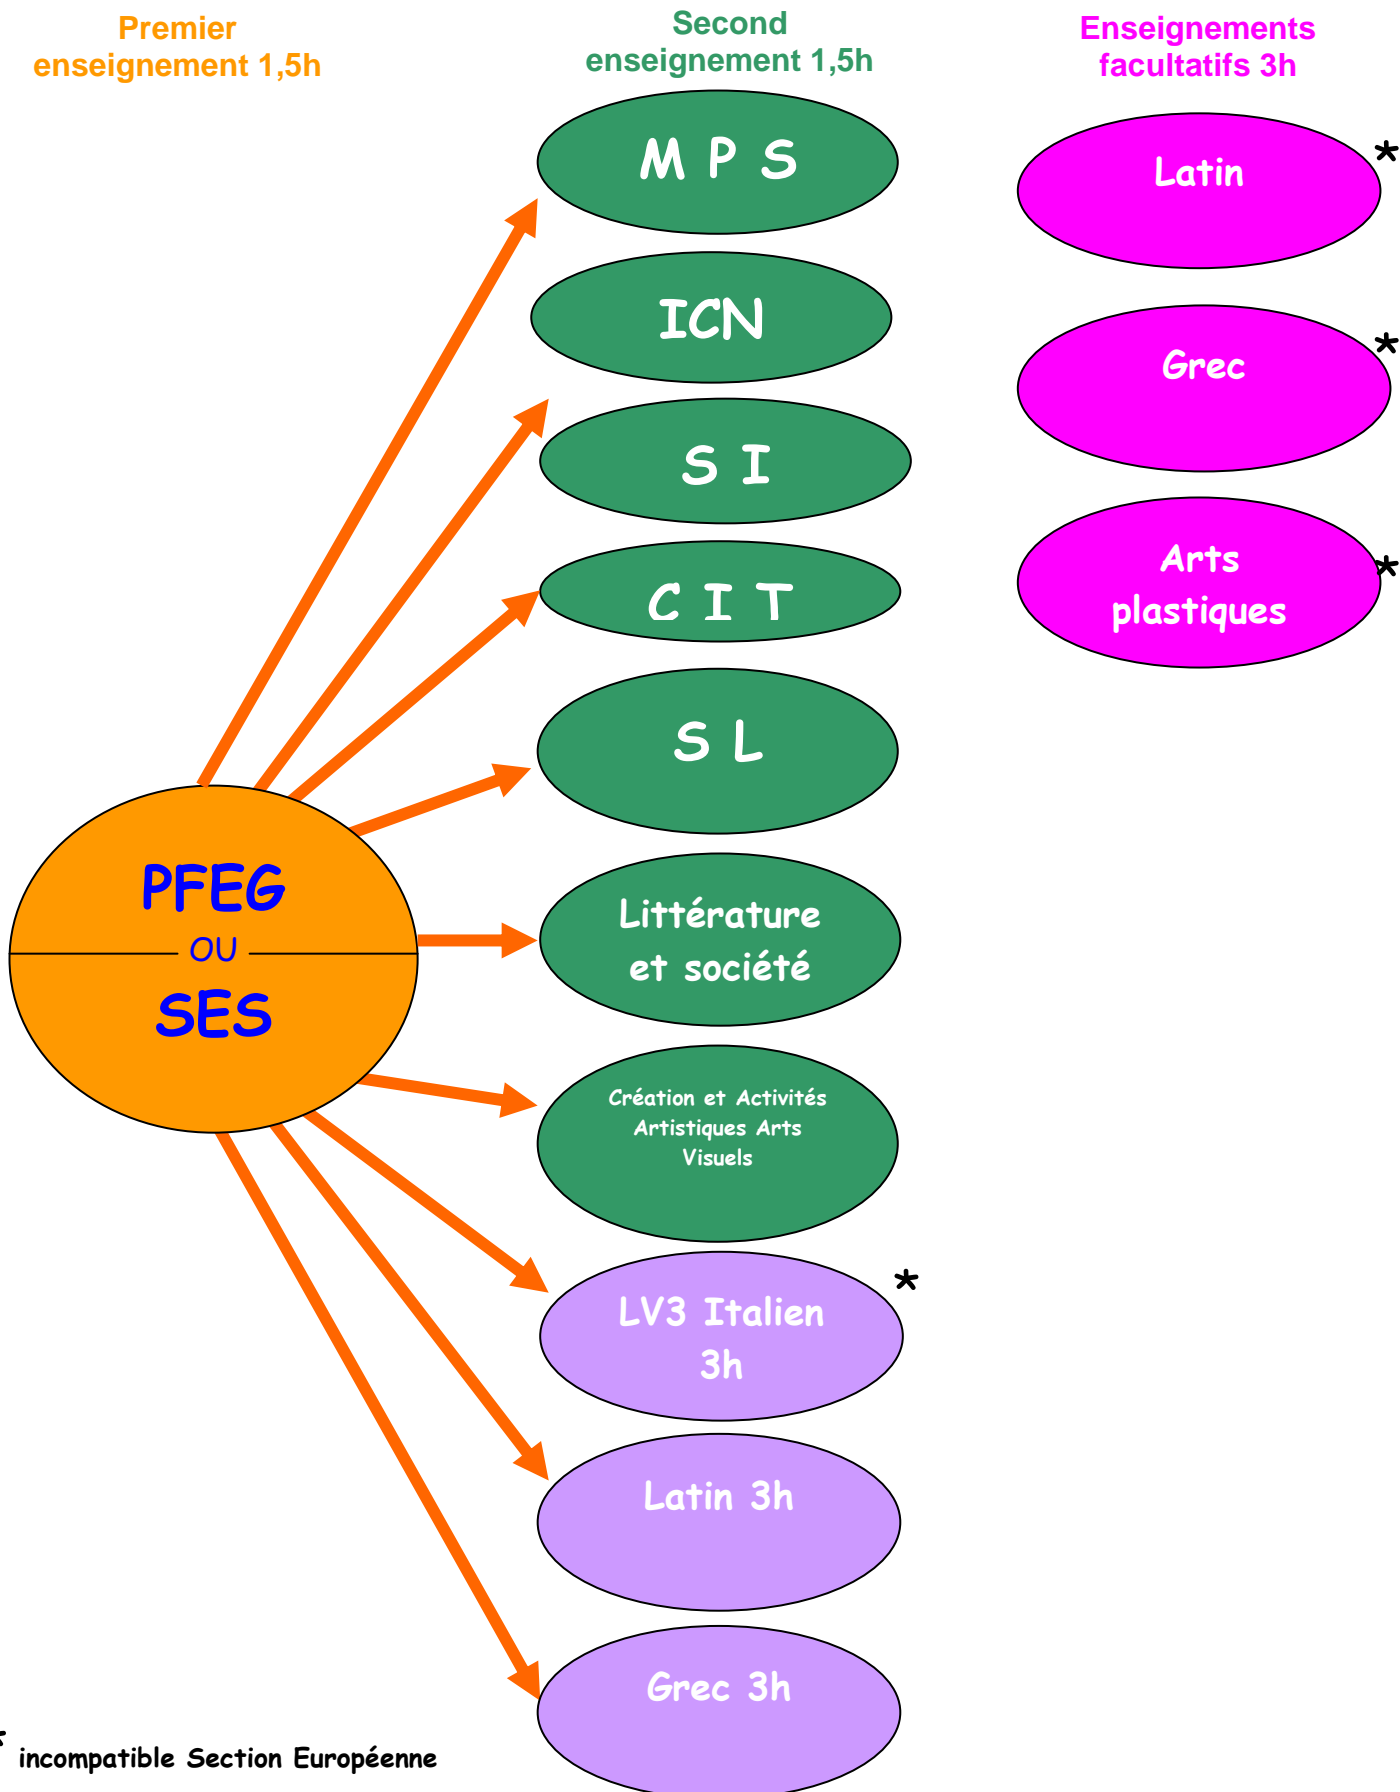 Premier
enseignement 1,5h
Second
enseignement 1,5h
Enseignements
facultatifs 3h
M P S
ICN
S I
C I T
S L
Littérature
et société
Création et Activités
Artistiques Arts
Visuels
LV3 Italien
3h
*
Latin 3h
Grec 3h
Latin
*
Grec
*
Arts
plastiques
*
PFEG
OU
SES
* incompatible Section Européenne